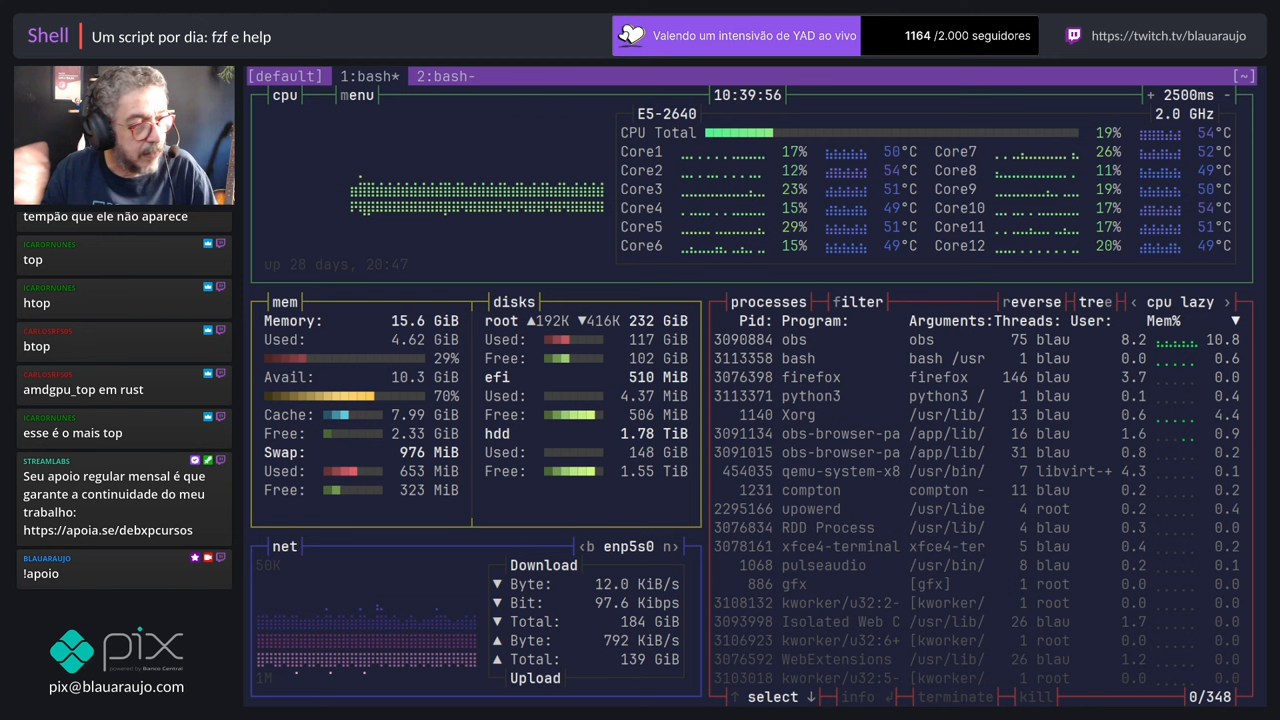 Shell
Um script por dia: fzf e help
Valendo um intensivão de YAD ao vivo
1164 /2.000 seguidores
https://twitch.tv/blauaraujo
[default] 1:bash* 2:bash- [~]
cpu menu 10:39:56 + 2500ms -
E5-2640 2.0 GHz
CPU Total 19% 54°C
Core1 17% 50°C Core7 26% 52°C
Core2 12% 54°C Core8 11% 49°C
Core3 23% 51°C Core9 19% 50°C
Core4 15% 49°C Core10 17% 54°C
Core5 29% 51°C Core11 17% 51°C
Core6 15% 49°C Core12 20% 49°C
up 28 days, 20:47
tempão que ele não aparece
ICARORNUNES
top
ICARORNUNES
htop
CARLOSRFS05
btop
CARLOSRFS05
amdgpu_top em rust
ICARORNUNES
esse é o mais top
STREAMLABS
Seu apoio regular mensal é que
garante a continuidade do meu
trabalho:
https://apoia.se/debxpcursos
BLAUARAUJO
!apoio
pix
powered by Banco Central
pix@blauaraujo.com
mem
Memory: 15.6 GiB
Used: 4.62 GiB
29%
Avail: 10.3 GiB
70%
Cache: 7.99 GiB
Free: 2.33 GiB
Swap: 976 MiB
Used: 653 MiB
Free: 323 MiB
disks
root ▲192K ▼416K 232 GiB
Used: 117 GiB
Free: 102 GiB
efi 510 MiB
Used: 4.37 MiB
Free: 506 MiB
hdd 1.78 TiB
Used: 148 GiB
Free: 1.55 TiB
net <b enp5s0 n>
50K
1M
Download
▼ Byte: 12.0 KiB/s
▼ Bit: 97.6 Kibps
▼ Total: 184 GiB
▲ Byte: 792 KiB/s
▲ Total: 139 GiB
Upload
processes filter reverse tree < cpu lazy >
Pid: Program: Arguments:Threads: User: Mem% ▼
3090884 obs obs 75 blau 8.2 10.8
3113358 bash bash /usr 1 blau 0.0 0.6
3076398 firefox firefox 146 blau 3.7 0.0
3113371 python3 python3 / 1 blau 0.1 0.4
1140 Xorg /usr/lib/ 13 blau 0.6 4.4
3091134 obs-browser-pa /app/lib/ 16 blau 1.6 0.9
3091015 obs-browser-pa /app/lib/ 31 blau 0.8 0.2
454035 qemu-system-x8 /usr/bin/ 7 libvirt-+ 4.3 0.1
1231 compton compton - 11 blau 0.2 0.2
2295166 upowerd /usr/libe 4 root 0.2 0.4
3076834 RDD Process /usr/lib/ 4 blau 0.3 0.0
3078161 xfce4-terminal xfce4-ter 5 blau 0.4 0.2
1068 pulseaudio /usr/bin/ 8 blau 0.2 0.1
886 gfx [gfx] 1 root 0.0 0.0
3108132 kworker/u32:2- [kworker/ 1 root 0.0 0.0
3093998 Isolated Web C /usr/lib/ 26 blau 1.7 0.0
3106923 kworker/u32:6+ [kworker/ 1 root 0.0 0.0
3076592 WebExtensions /usr/lib/ 26 blau 1.2 0.0
3103018 kworker/u32:5- [kworker/ 1 root 0.0 0.0
↑ select ↓ info ↲ terminate kill 0/348